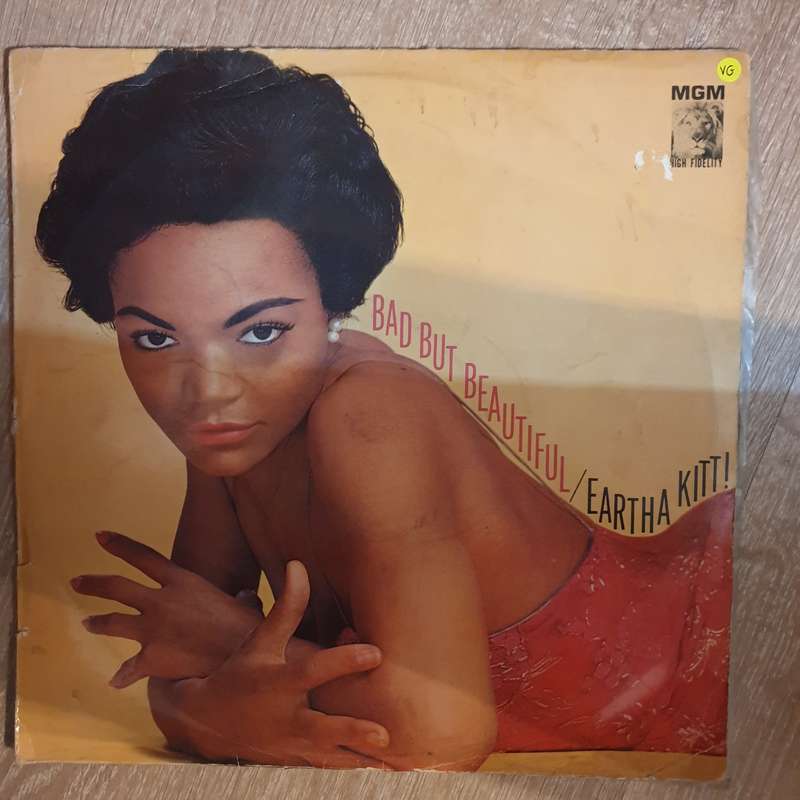 VG
MGM
HIGH FIDELITY
BAD BUT BEAUTIFUL/EARTHA KITT!